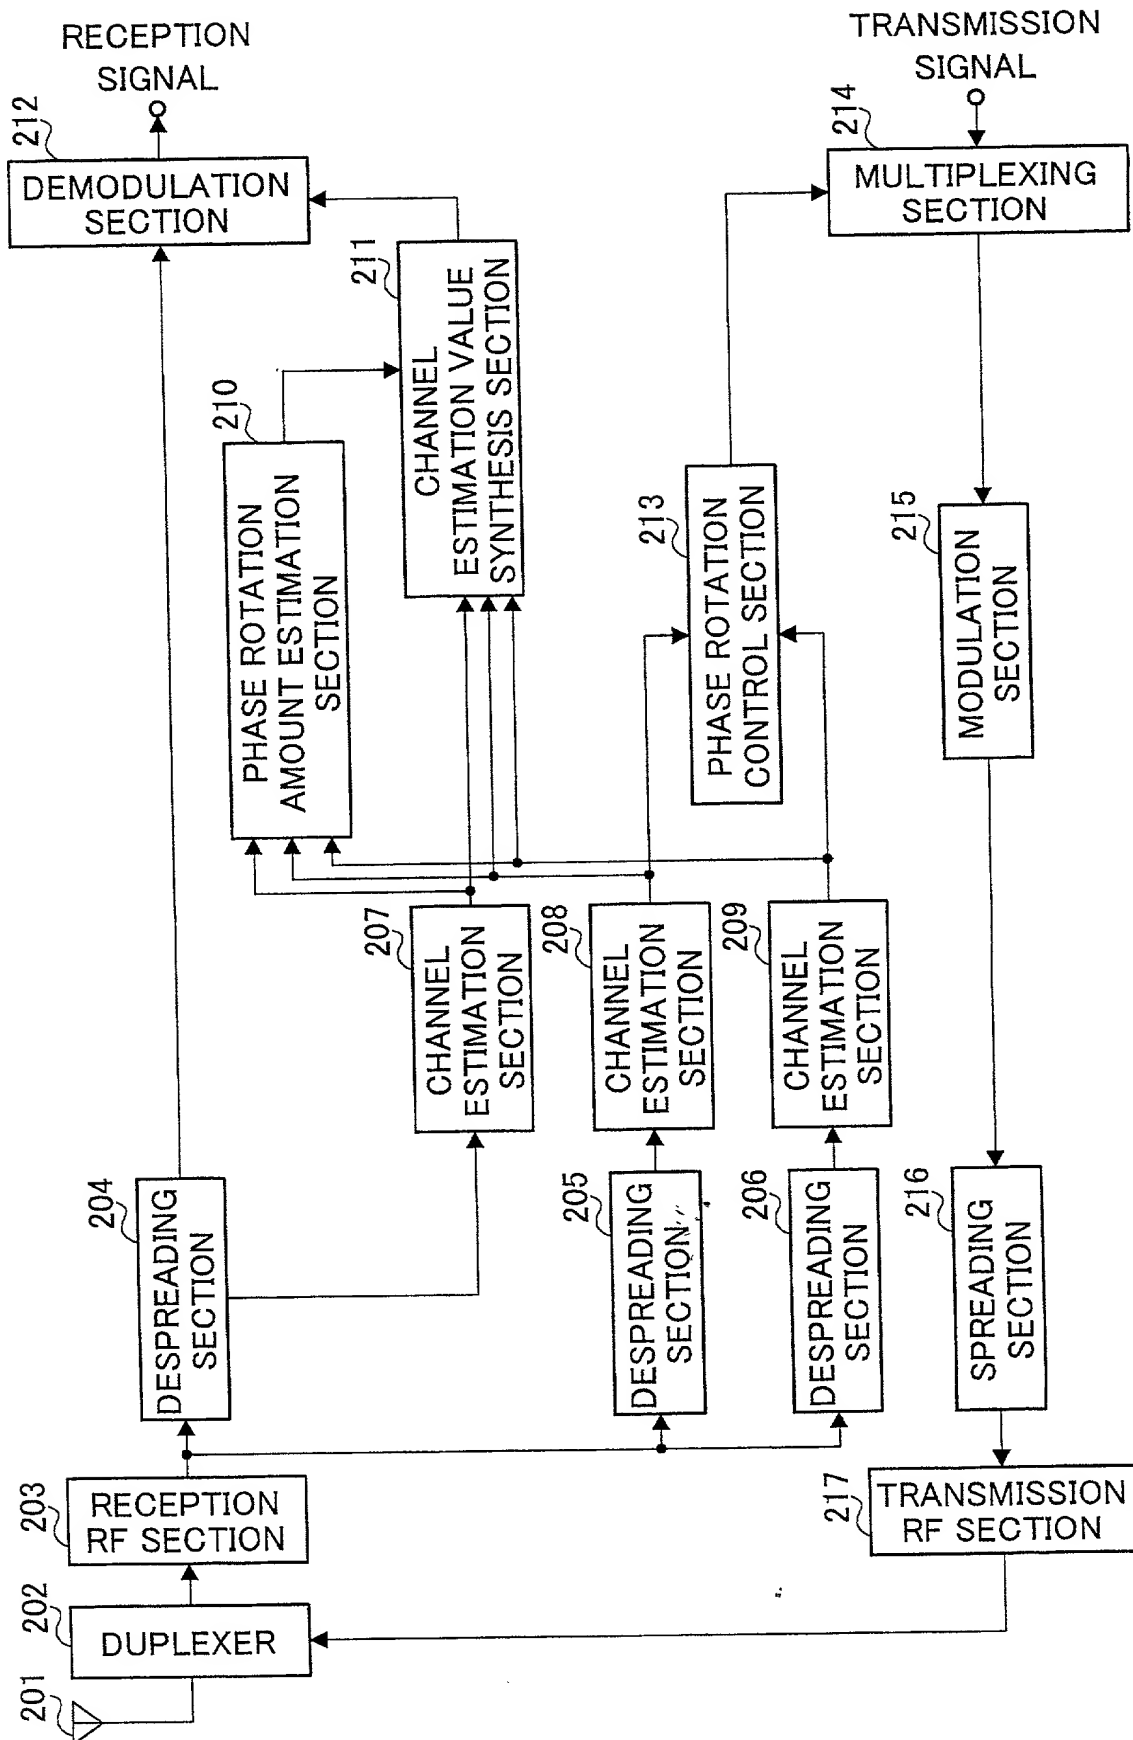 RECEPTION
SIGNAL
TRANSMISSION
SIGNAL
212
DEMODULATION
SECTION
214
MULTIPLEXING
SECTION
211
CHANNEL
ESTIMATION VALUE
SYNTHESIS SECTION
210
PHASE ROTATION
AMOUNT ESTIMATION
SECTION
213
PHASE ROTATION
CONTROL SECTION
215
MODULATION
SECTION
207
CHANNEL
ESTIMATION
SECTION
208
CHANNEL
ESTIMATION
SECTION
209
CHANNEL
ESTIMATION
SECTION
204
DESPREADING
SECTION
205
DESPREADING
SECTION
206
DESPREADING
SECTION
216
SPREADING
SECTION
203
RECEPTION
RF SECTION
217
TRANSMISSION
RF SECTION
202
DUPLEXER
201